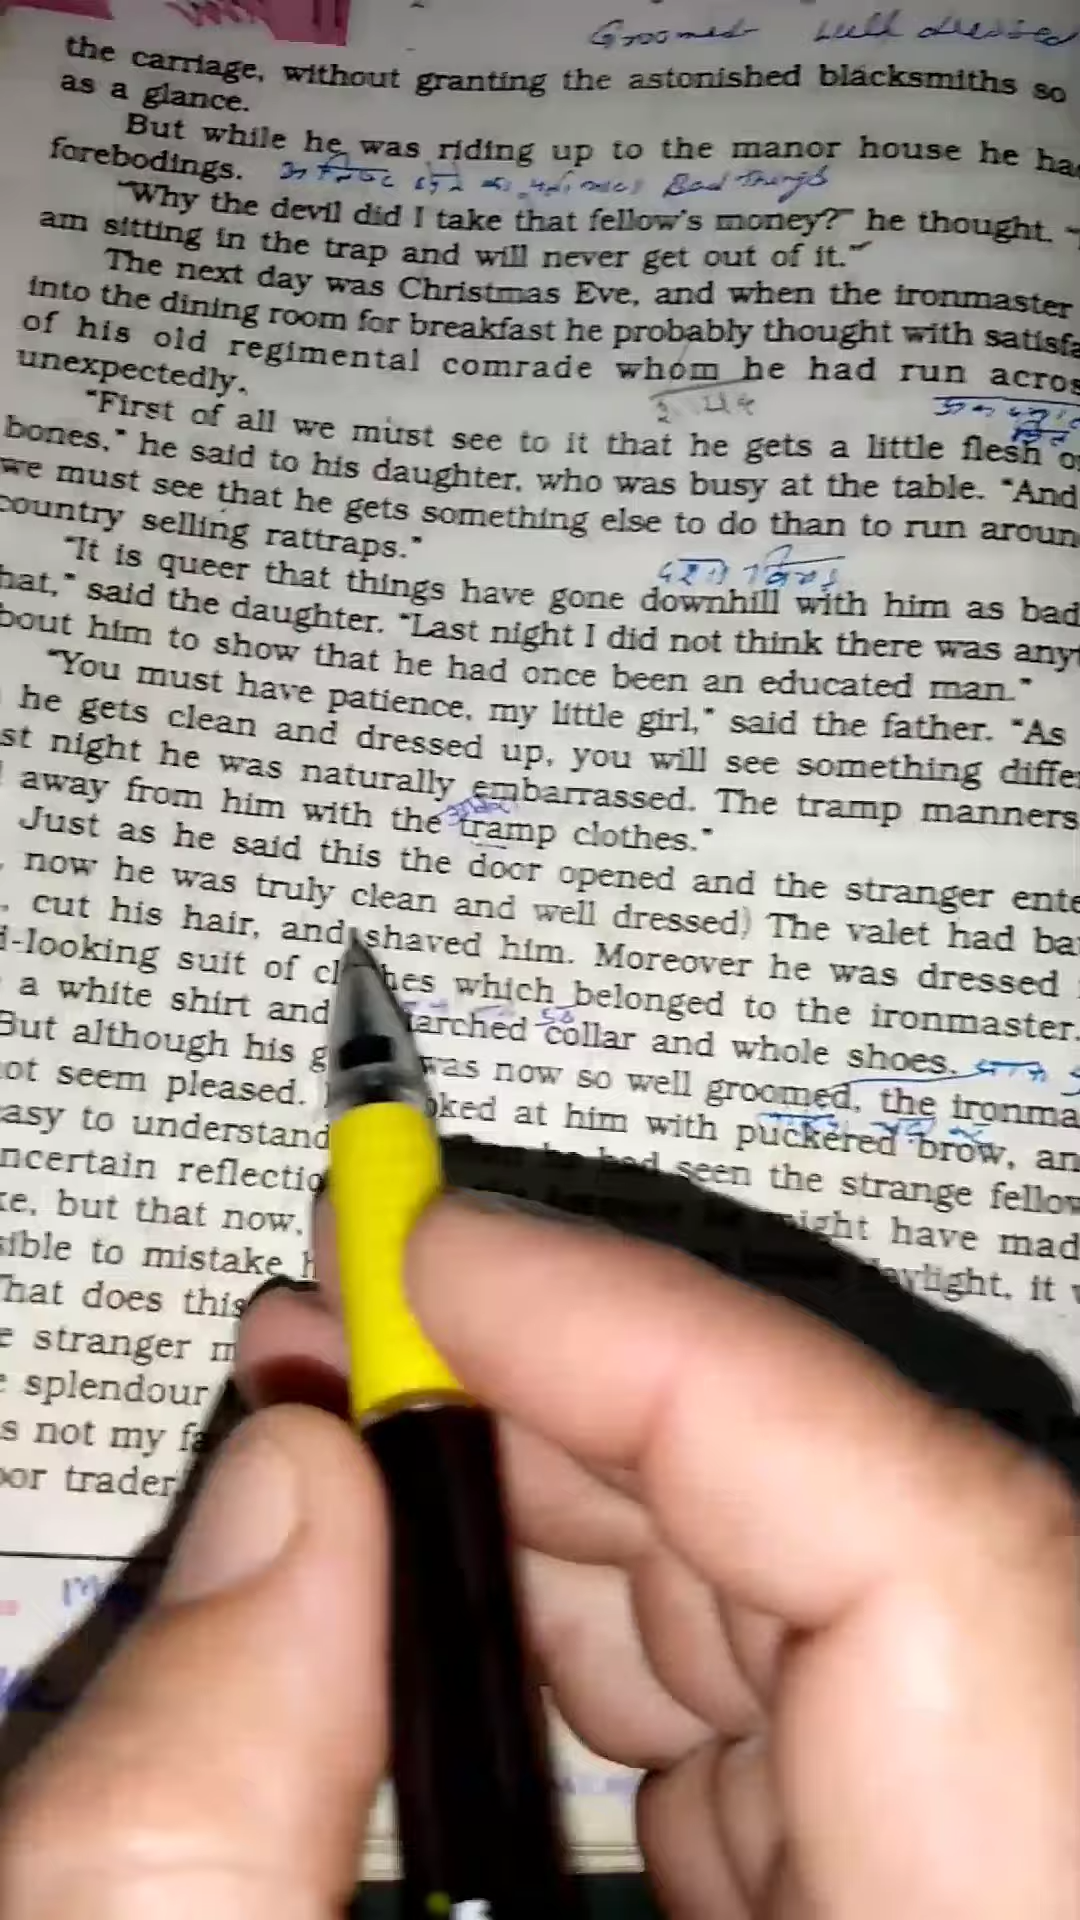 Groomed well dressed
the carriage, without granting the astonished blacksmiths so
as a glance.
But while he was riding up to the manor house he ha
forebodings. Bad Things
"Why the devil did I take that fellow's money?" he thought.
am sitting in the trap and will never get out of it."
The next day was Christmas Eve, and when the ironmaster
into the dining room for breakfast he probably thought with satisfa
of his old regimental comrade whom he had run acros
unexpectedly.
"First of all we must see to it that he gets a little flesh o
bones," he said to his daughter, who was busy at the table. "And
we must see that he gets something else to do than to run aroun
country selling rattraps."
"It is queer that things have gone downhill with him as bad
hat," said the daughter. "Last night I did not think there was anyt
bout him to show that he had once been an educated man."
"You must have patience, my little girl," said the father. "As
he gets clean and dressed up, you will see something differ
st night he was naturally embarrassed. The tramp manners
away from him with the tramp clothes."
Just as he said this the door opened and the stranger ente
now he was truly clean and well dressed) The valet had ba
, cut his hair, and shaved him. Moreover he was dressed
d-looking suit of cl hes which belonged to the ironmaster.
a white shirt and arched collar and whole shoes.
But although his g was now so well groomed, the ironma
ot seem pleased. oked at him with puckered brow, an
easy to understand he had seen the strange fellow
ncertain reflectio might have mad
ke, but that now, aylight, it
sible to mistake h
That does this
e stranger m
e splendour
s not my fa
oor trader